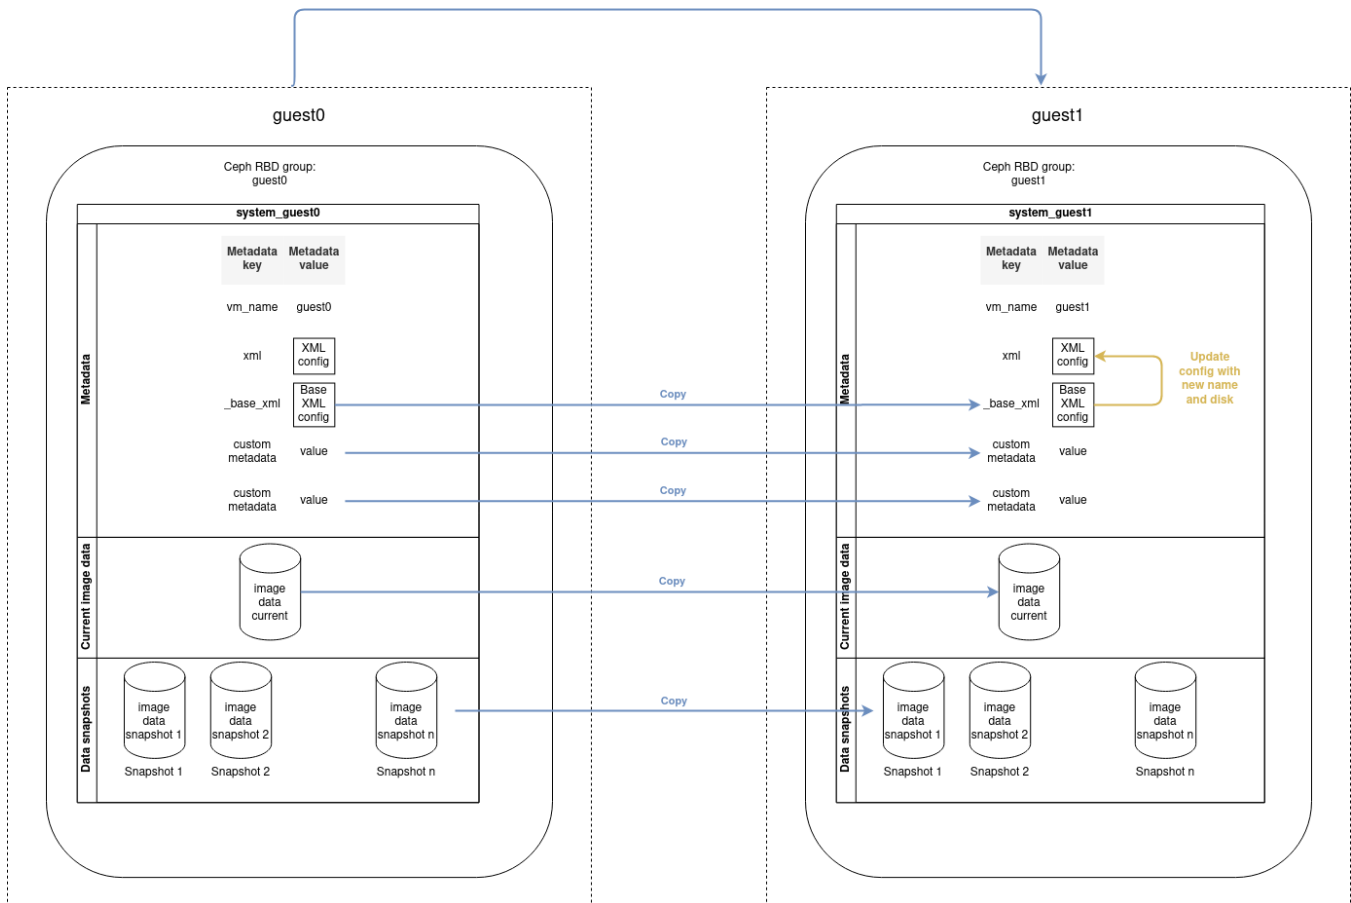 guest0
Ceph RBD group:
guest0
system_guest0
Metadata
Metadata
key
Metadata
value
vm_name
guest0
xml
XML
config
_base_xml
Base
XML
config
custom
metadata
value
custom
metadata
value
Current image data
image
data
current
Data snapshots
image
data
snapshot 1
Snapshot 1
image
data
snapshot 2
Snapshot 2
image
data
snapshot n
Snapshot n
Copy
Copy
Copy
Copy
Copy
guest1
Ceph RBD group:
guest1
system_guest1
Metadata
Metadata
key
Metadata
value
vm_name
guest1
xml
XML
config
Update
config with
new name
and disk
_base_xml
Base
XML
config
custom
metadata
value
custom
metadata
value
Current image data
image
data
current
Data snapshots
image
data
snapshot 1
Snapshot 1
image
data
snapshot 2
Snapshot 2
image
data
snapshot n
Snapshot n